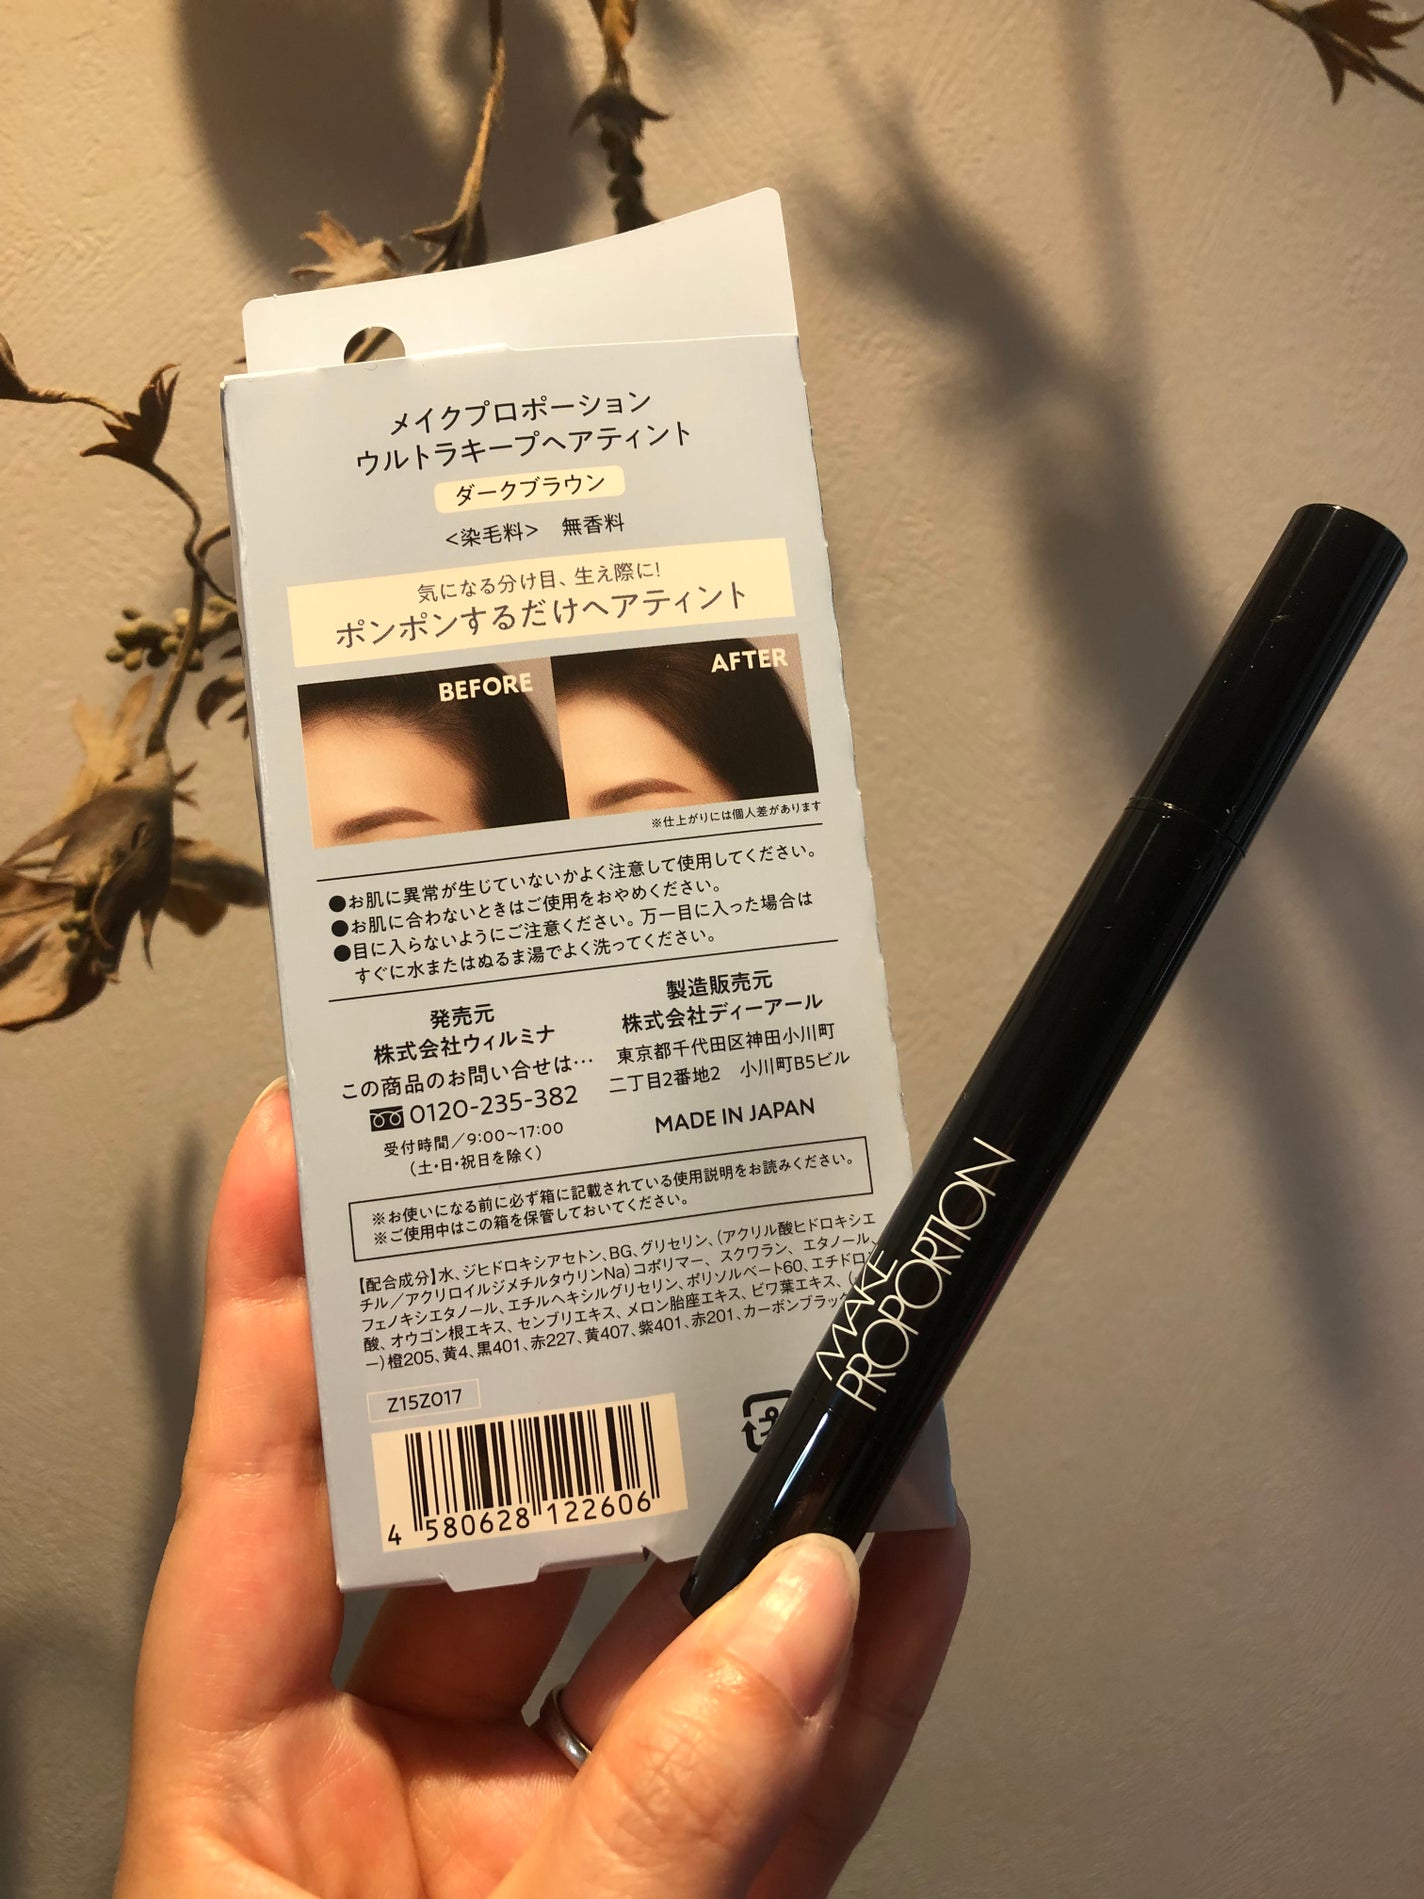 メイクプロポーション
ウルトラキープヘアティント
ダークブラウン
<染毛料> 無香料
気になる分け目、生え際に!
ポンポンするだけヘアティント
BEFORE
AFTER
※仕上がりには個人差があります
●お肌に異常が生じていないかよく注意して使用してください。
●お肌に合わないときはご使用をおやめください。
●目に入らないようにご注意ください。万一目に入った場合は
すぐに水またはぬるま湯でよく洗ってください。
発売元
株式会社ウィルミナ
この商品のお問い合せは…
0120-235-382
受付時間/9:00~17:00
(土・日・祝日を除く)
製造販売元
株式会社ディーアール
東京都千代田区神田小川町
二丁目2番地2 小川町B5ビル
MADE IN JAPAN
※お使いになる前に必ず箱に記載されている使用説明をお読みください。
※ご使用中はこの箱を保管しておいてください。
【配合成分】水、ジヒドロキシアセトン、BG、グリセリン、(アクリル酸ヒドロキシエ
チル/アクリロイルジメチルタウリンNa)コポリマー、スクワラン、エタノール、
フェノキシエタノール、エチルヘキシルグリセリン、ポリソルベート60、エチドロ
酸、オウゴン根エキス、センブリエキス、メロン胎座エキス、ビワ葉エキス、(
ー)橙205、黄4、黒401、赤227、黄407、紫401、赤201、カーボンブラック
Z15Z017
4 580628 122606
MAKE
PROPORTION